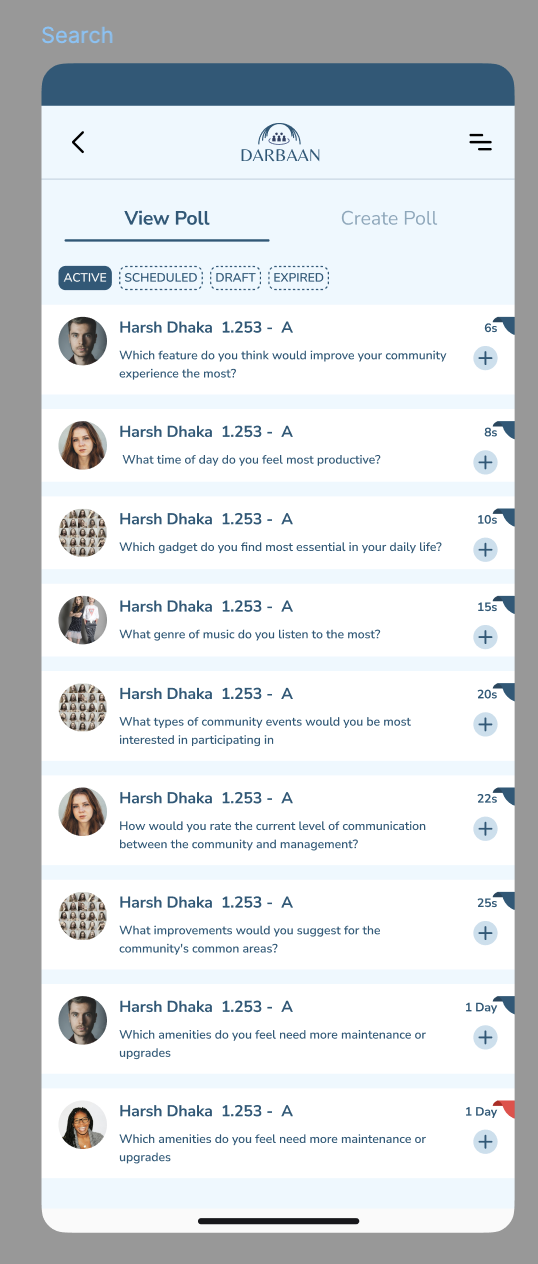 Search
DARBAAN
View Poll
Create Poll
ACTIVE
SCHEDULED
DRAFT
EXPIRED
Harsh Dhaka 1.253 - A
6s
Which feature do you think would improve your community
experience the most?
Harsh Dhaka 1.253 - A
8s
What time of day do you feel most productive?
Harsh Dhaka 1.253 - A
10s
Which gadget do you find most essential in your daily life?
Harsh Dhaka 1.253 - A
15s
What genre of music do you listen to the most?
Harsh Dhaka 1.253 - A
20s
What types of community events would you be most
interested in participating in
Harsh Dhaka 1.253 - A
22s
How would you rate the current level of communication
between the community and management?
Harsh Dhaka 1.253 - A
25s
What improvements would you suggest for the
community's common areas?
Harsh Dhaka 1.253 - A
1 Day
Which amenities do you feel need more maintenance or
upgrades
Harsh Dhaka 1.253 - A
1 Day
Which amenities do you feel need more maintenance or
upgrades